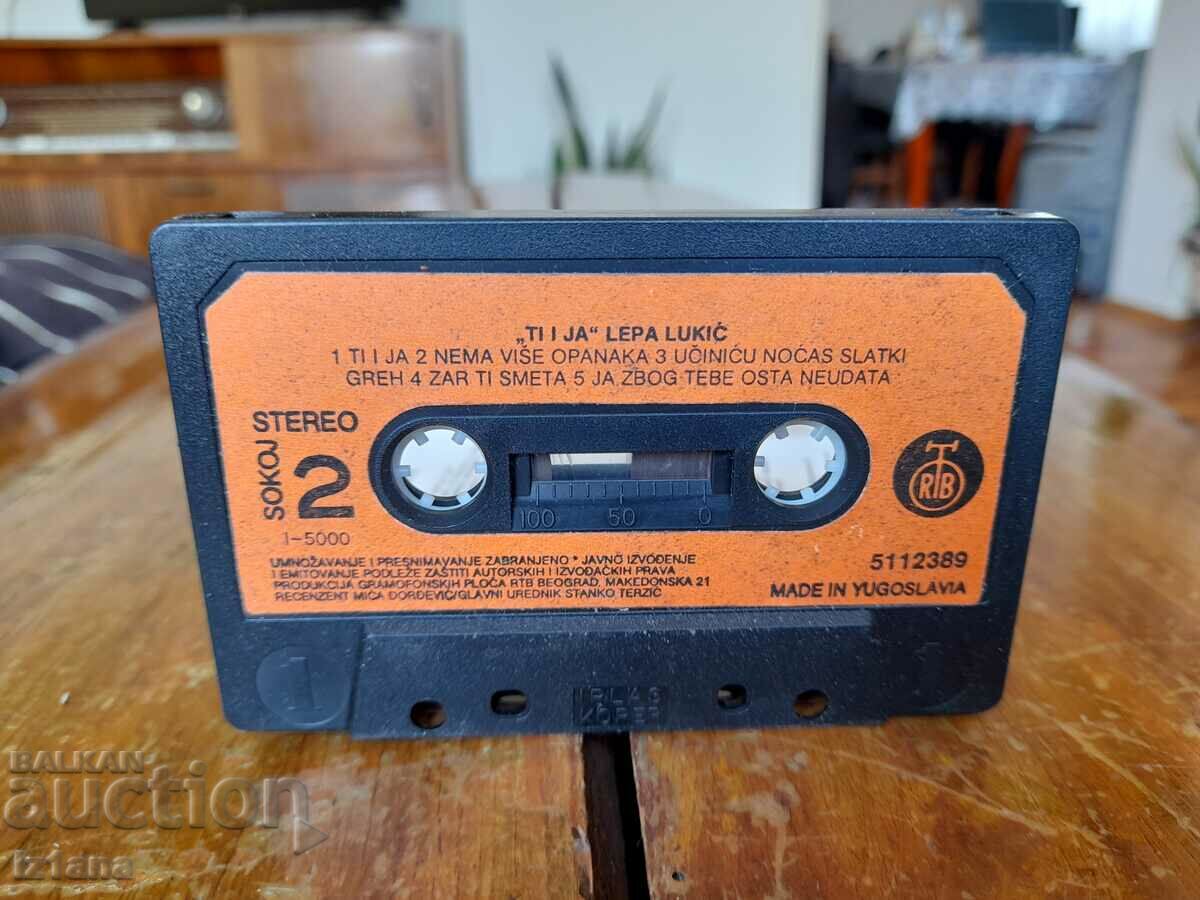 „TI I JA“ LEPA LUKIĆ
1 TI I JA 2 NEMA VIŠE OPANAKA 3 UČINIĆU NOĆAS SLATKI
GREH 4 ZAR TI SMETA 5 JA ZBOG TEBE OSTA NEUDATA
STEREO
SOKOJ
2
1-5000
100 50 0
RTB
UMNOŽAVANJE I PRESNIMAVANJE ZABRANJENO * JAVNO IZVOĐENJE
I EMITOVANJE PODLEŽE ZAŠTITI AUTORSKIH I IZVOĐAČKIH PRAVA
PRODUKCIJA GRAMOFONSKIH PLOČA RTB BEOGRAD, MAKEDONSKA 21
RECENZENT MIĆA ĐORĐEVIĆ/GLAVNI UREDNIK STANKO TERZIĆ
5112389
MADE IN YUGOSLAVIA
1
1
BALKAN
auction
iziana